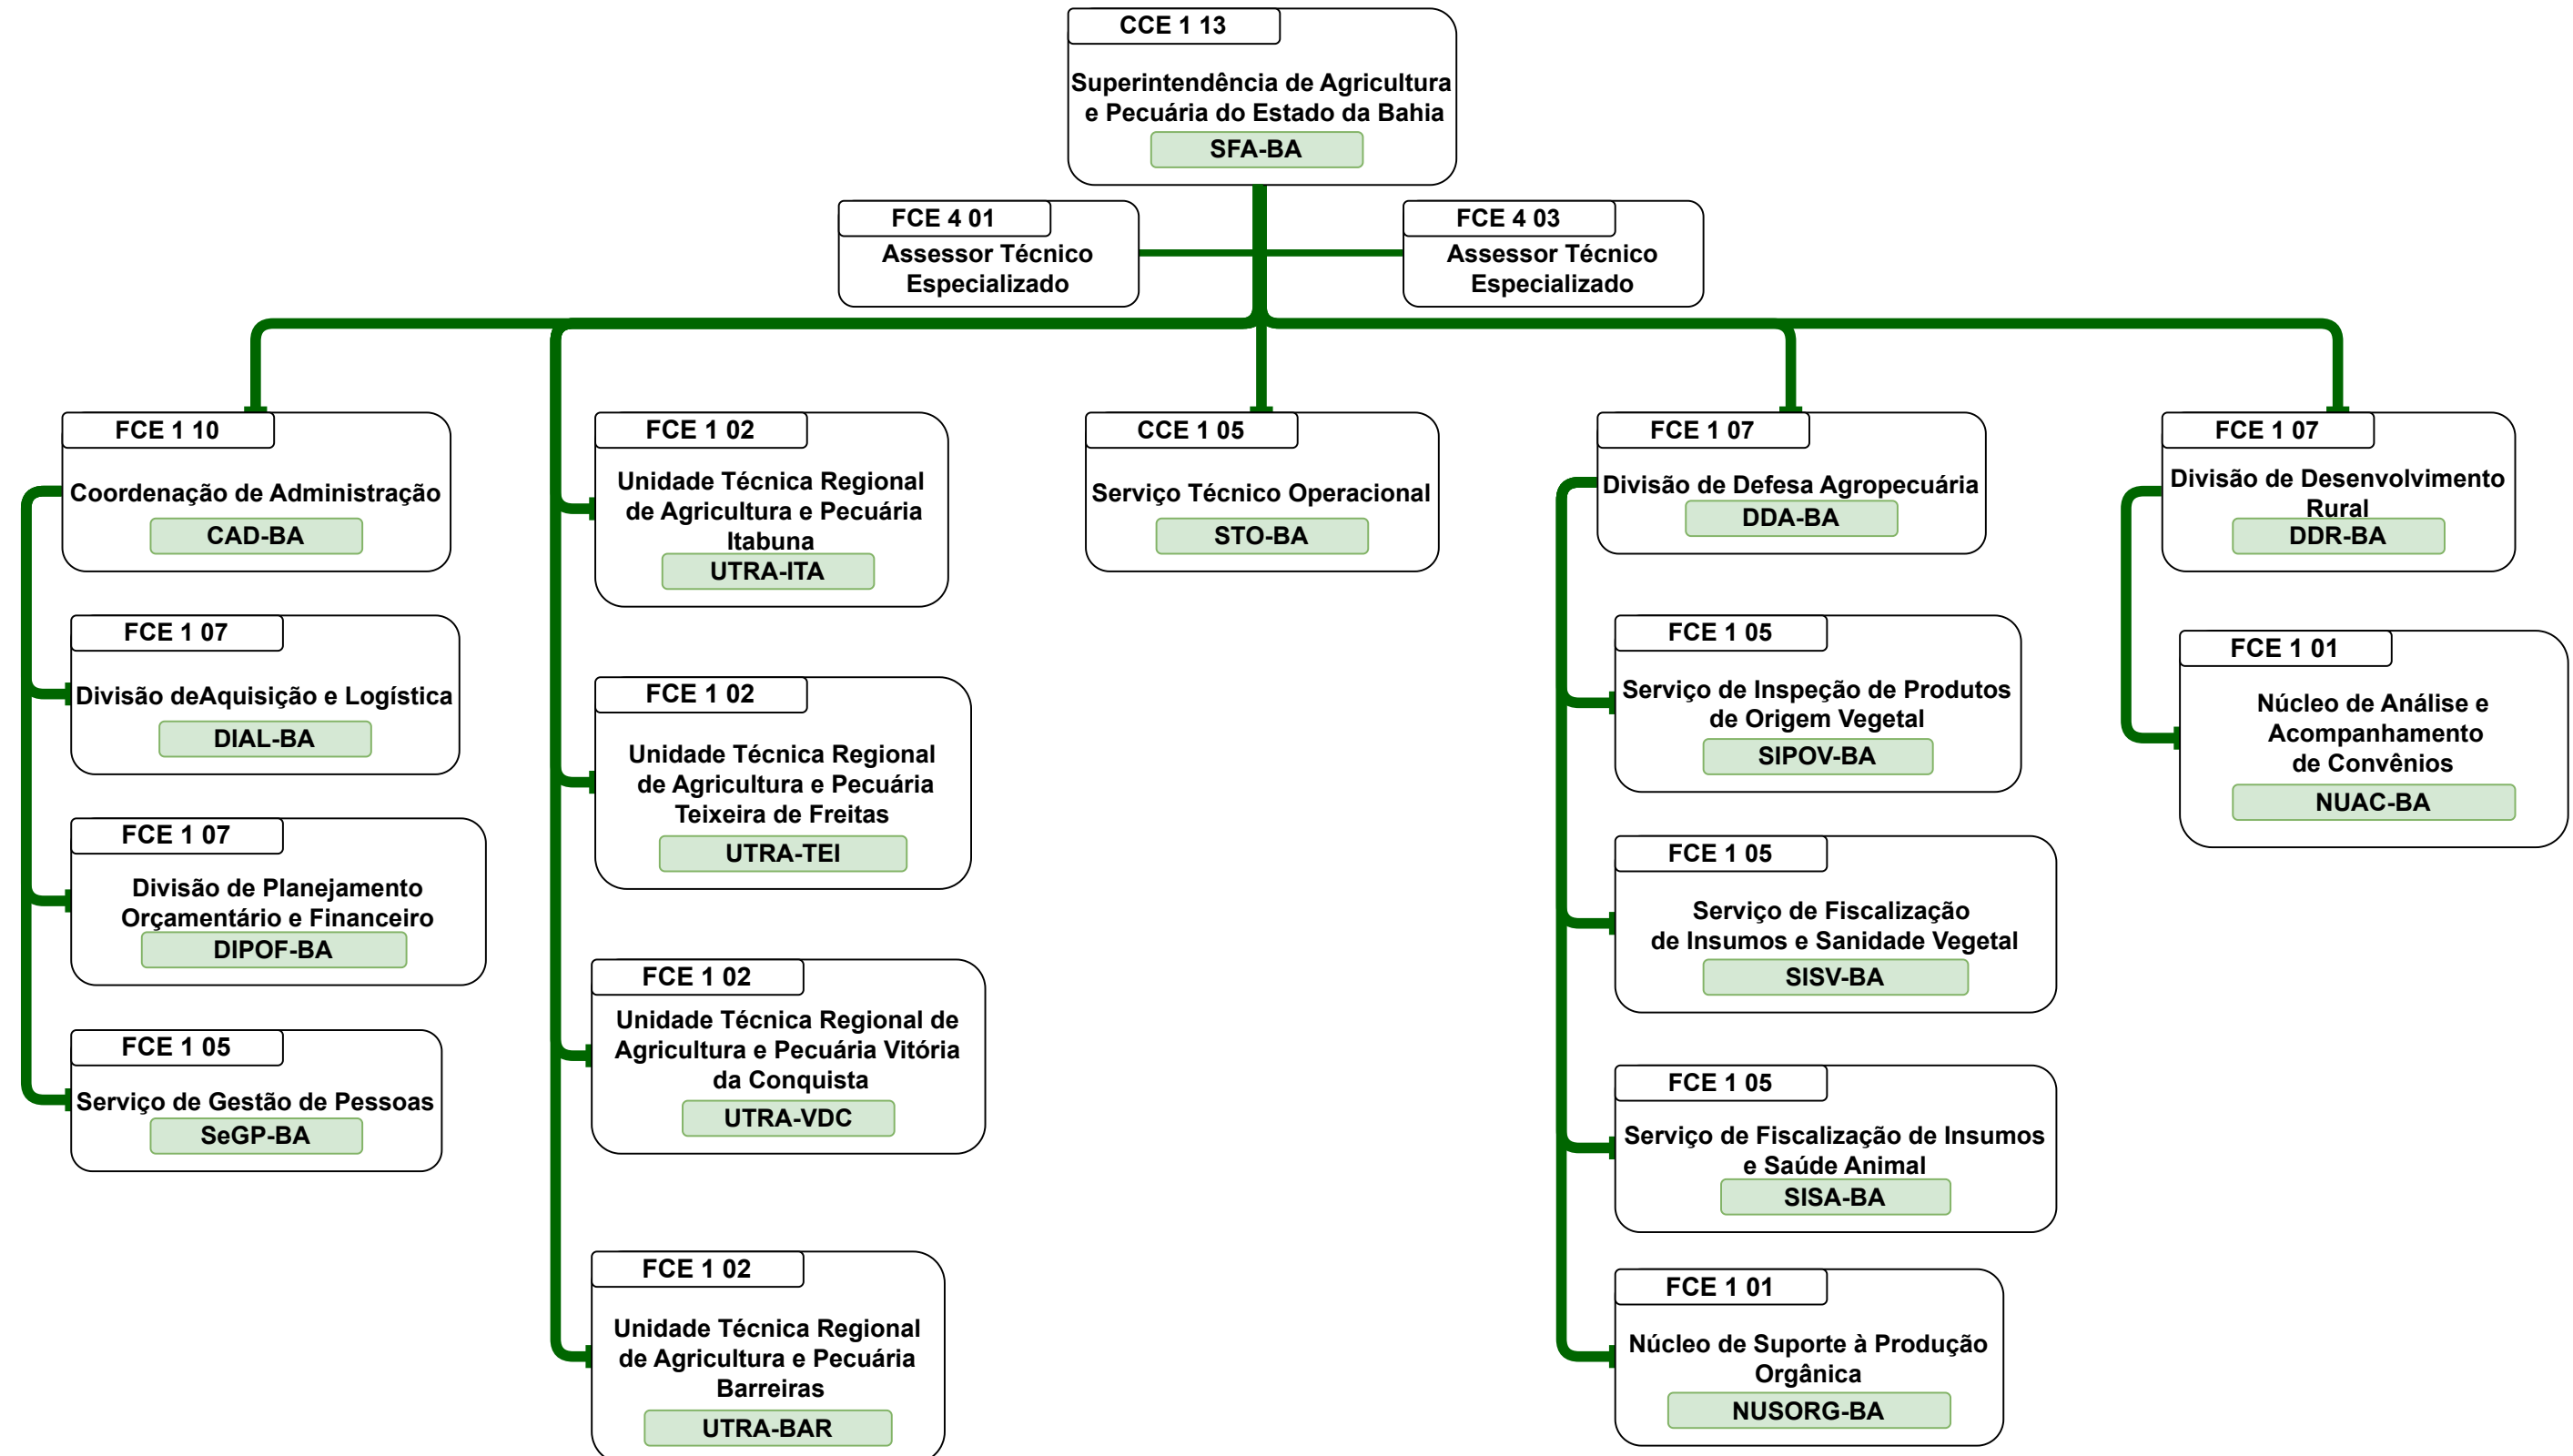 CCE 1 13
Superintendência de Agricultura
e Pecuária do Estado da Bahia
SFA-BA
FCE 4 01
Assessor Técnico
Especializado
FCE 4 03
Assessor Técnico
Especializado
FCE 1 10
Coordenação de Administração
CAD-BA
FCE 1 07
Divisão deAquisição e Logística
DIAL-BA
FCE 1 07
Divisão de Planejamento
Orçamentário e Financeiro
DIPOF-BA
FCE 1 05
Serviço de Gestão de Pessoas
SeGP-BA
FCE 1 02
Unidade Técnica Regional
de Agricultura e Pecuária
Itabuna
UTRA-ITA
FCE 1 02
Unidade Técnica Regional
de Agricultura e Pecuária
Teixeira de Freitas
UTRA-TEI
FCE 1 02
Unidade Técnica Regional de
Agricultura e Pecuária Vitória
da Conquista
UTRA-VDC
FCE 1 02
Unidade Técnica Regional
de Agricultura e Pecuária
Barreiras
UTRA-BAR
CCE 1 05
Serviço Técnico Operacional
STO-BA
FCE 1 07
Divisão de Defesa Agropecuária
DDA-BA
FCE 1 05
Serviço de Inspeção de Produtos
de Origem Vegetal
SIPOV-BA
FCE 1 05
Serviço de Fiscalização
de Insumos e Sanidade Vegetal
SISV-BA
FCE 1 05
Serviço de Fiscalização de Insumos
e Saúde Animal
SISA-BA
FCE 1 01
Núcleo de Suporte à Produção
Orgânica
NUSORG-BA
FCE 1 07
Divisão de Desenvolvimento
Rural
DDR-BA
FCE 1 01
Núcleo de Análise e
Acompanhamento
de Convênios
NUAC-BA